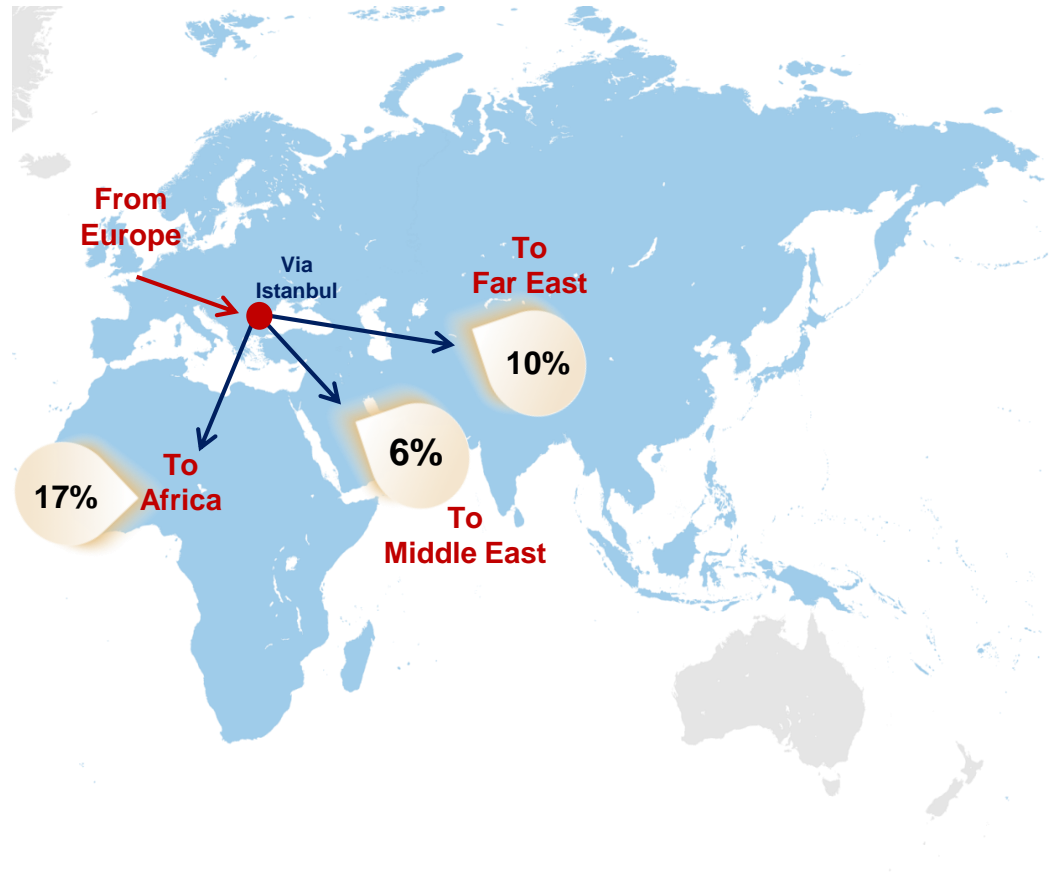 From
Europe
Via
Istanbul
To
Far East
10%
6%
To
Middle East
To
Africa
17%